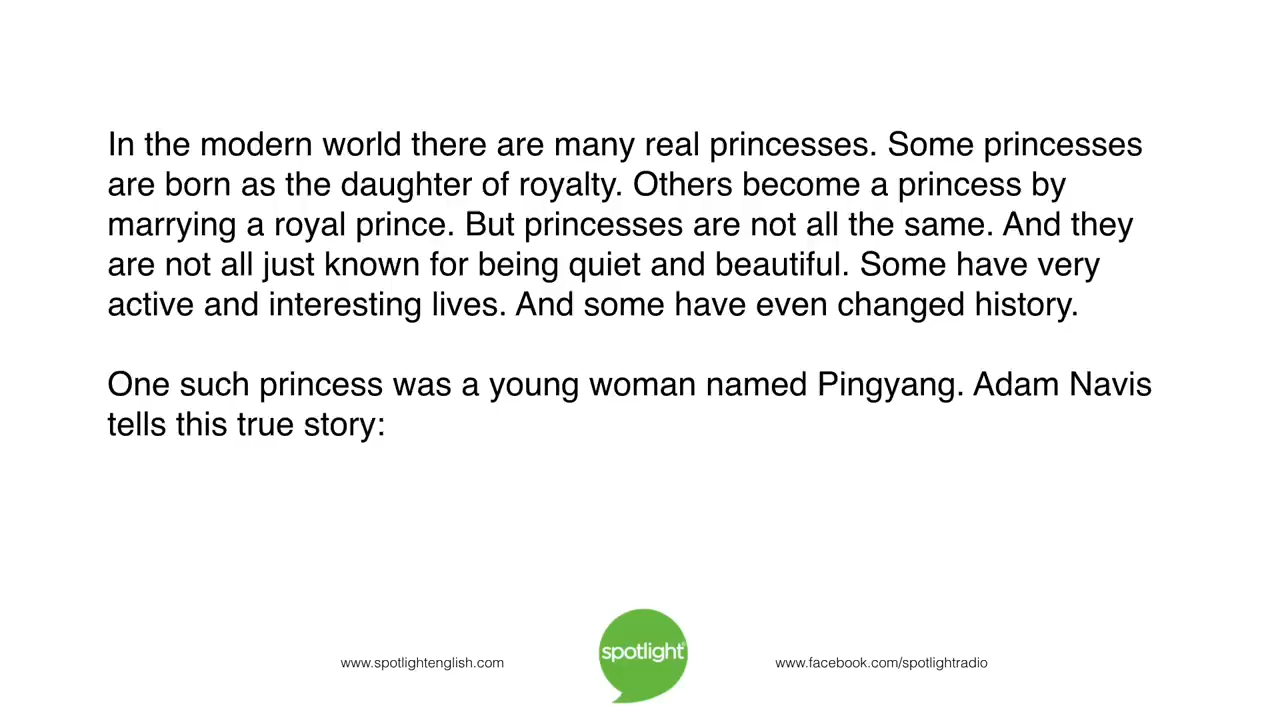 In the modern world there are many real princesses. Some princesses
are born as the daughter of royalty. Others become a princess by
marrying a royal prince. But princesses are not all the same. And they
are not all just known for being quiet and beautiful. Some have very
active and interesting lives. And some have even changed history.
One such princess was a young woman named Pingyang. Adam Navis
tells this true story:
www.spotlightenglish.com
spotlight
www.facebook.com/spotlightradio